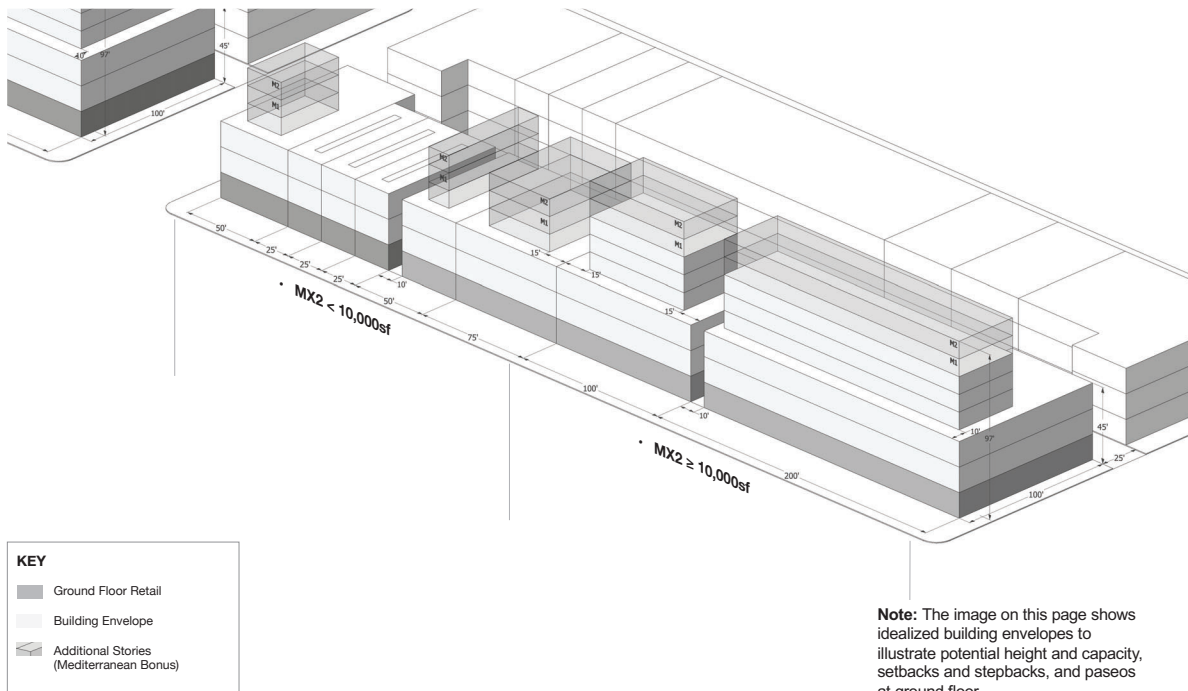 40'
97'
45'
100'
M2
M1
M2
M1
M2
M1
M2
M1
50'
25'
25'
25'
10'
50'
15'
15'
15'
75'
100'
10'
M2
M1
10'
97'
45'
25'
100'
200'
• MX2 < 10,000sf
• MX2 ≥ 10,000sf
KEY
Ground Floor Retail
Building Envelope
Additional Stories
(Mediterranean Bonus)
Note: The image on this page shows
idealized building envelopes to
illustrate potential height and capacity,
setbacks and stepbacks, and paseos
at ground floor